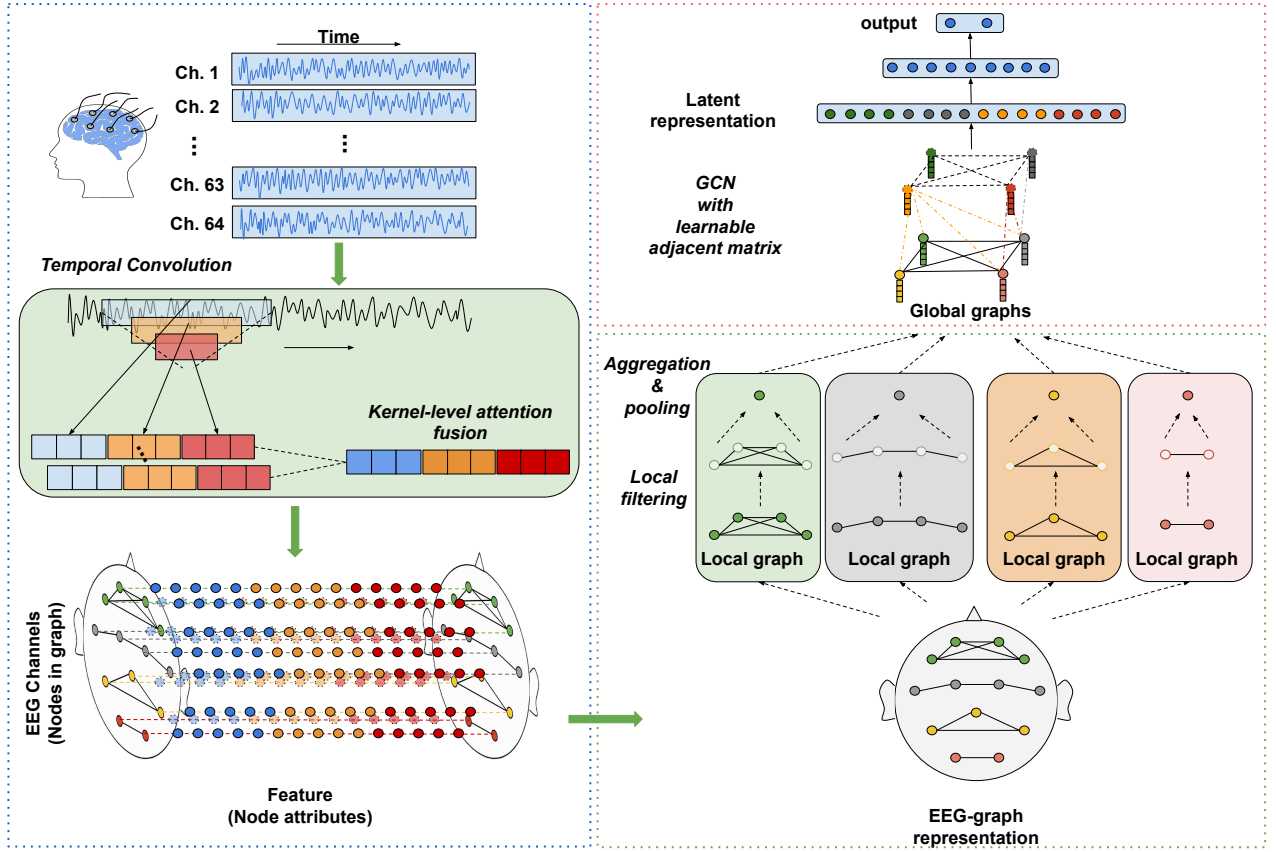 Time
Ch. 1
Ch. 2
Ch. 63
Ch. 64
Temporal Convolution
Kernel-level attention
fusion
EEG Channels
(Nodes in graph)
Feature
(Node attributes)
output
Latent
representation
GCN
with
learnable
adjacent matrix
Global graphs
Aggregation
&
pooling
Local
filtering
Local graph
Local graph
Local graph
Local graph
EEG-graph
representation